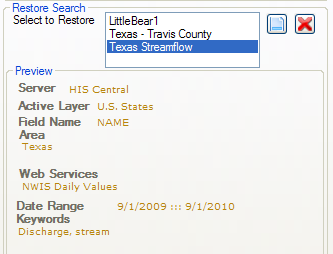 Restore Search
Select to Restore
LittleBear1
Texas - Travis County
Texas Streamflow
Preview
Server HIS Central
Active Layer U.S. States
Field Name NAME
Area
Texas
Web Services
NWIS Daily Values
Date Range 9/1/2009 ::: 9/1/2010
Keywords
Discharge, stream